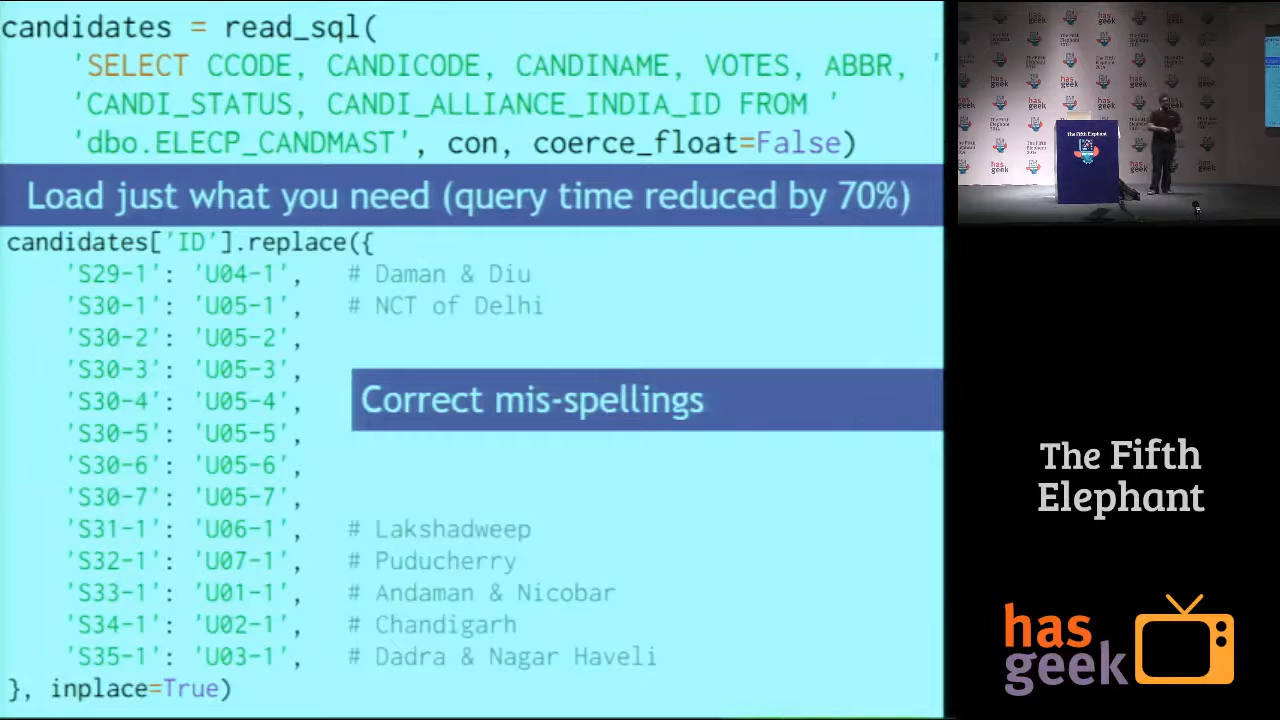 candidates = read_sql(
'SELECT CCODE, CANDICODE, CANDINAME, VOTES, ABBR, '
'CANDI_STATUS, CANDI_ALLIANCE_INDIA_ID FROM '
'dbo.ELECP_CANDMAST', con, coerce_float=False)
Load just what you need (query time reduced by 70%)
candidates['ID'].replace({
'S29-1': 'U04-1', # Daman & Diu
'S30-1': 'U05-1', # NCT of Delhi
'S30-2': 'U05-2',
'S30-3': 'U05-3',
'S30-4': 'U05-4',
Correct mis-spellings
'S30-5': 'U05-5',
'S30-6': 'U05-6',
'S30-7': 'U05-7',
'S31-1': 'U06-1', # Lakshadweep
'S32-1': 'U07-1', # Puducherry
'S33-1': 'U01-1', # Andaman & Nicobar
'S34-1': 'U02-1', # Chandigarh
'S35-1': 'U03-1', # Dadra & Nagar Haveli
}, inplace=True)
has
geek
The Fifth Elephant
The Fifth
Elephant
has
geek